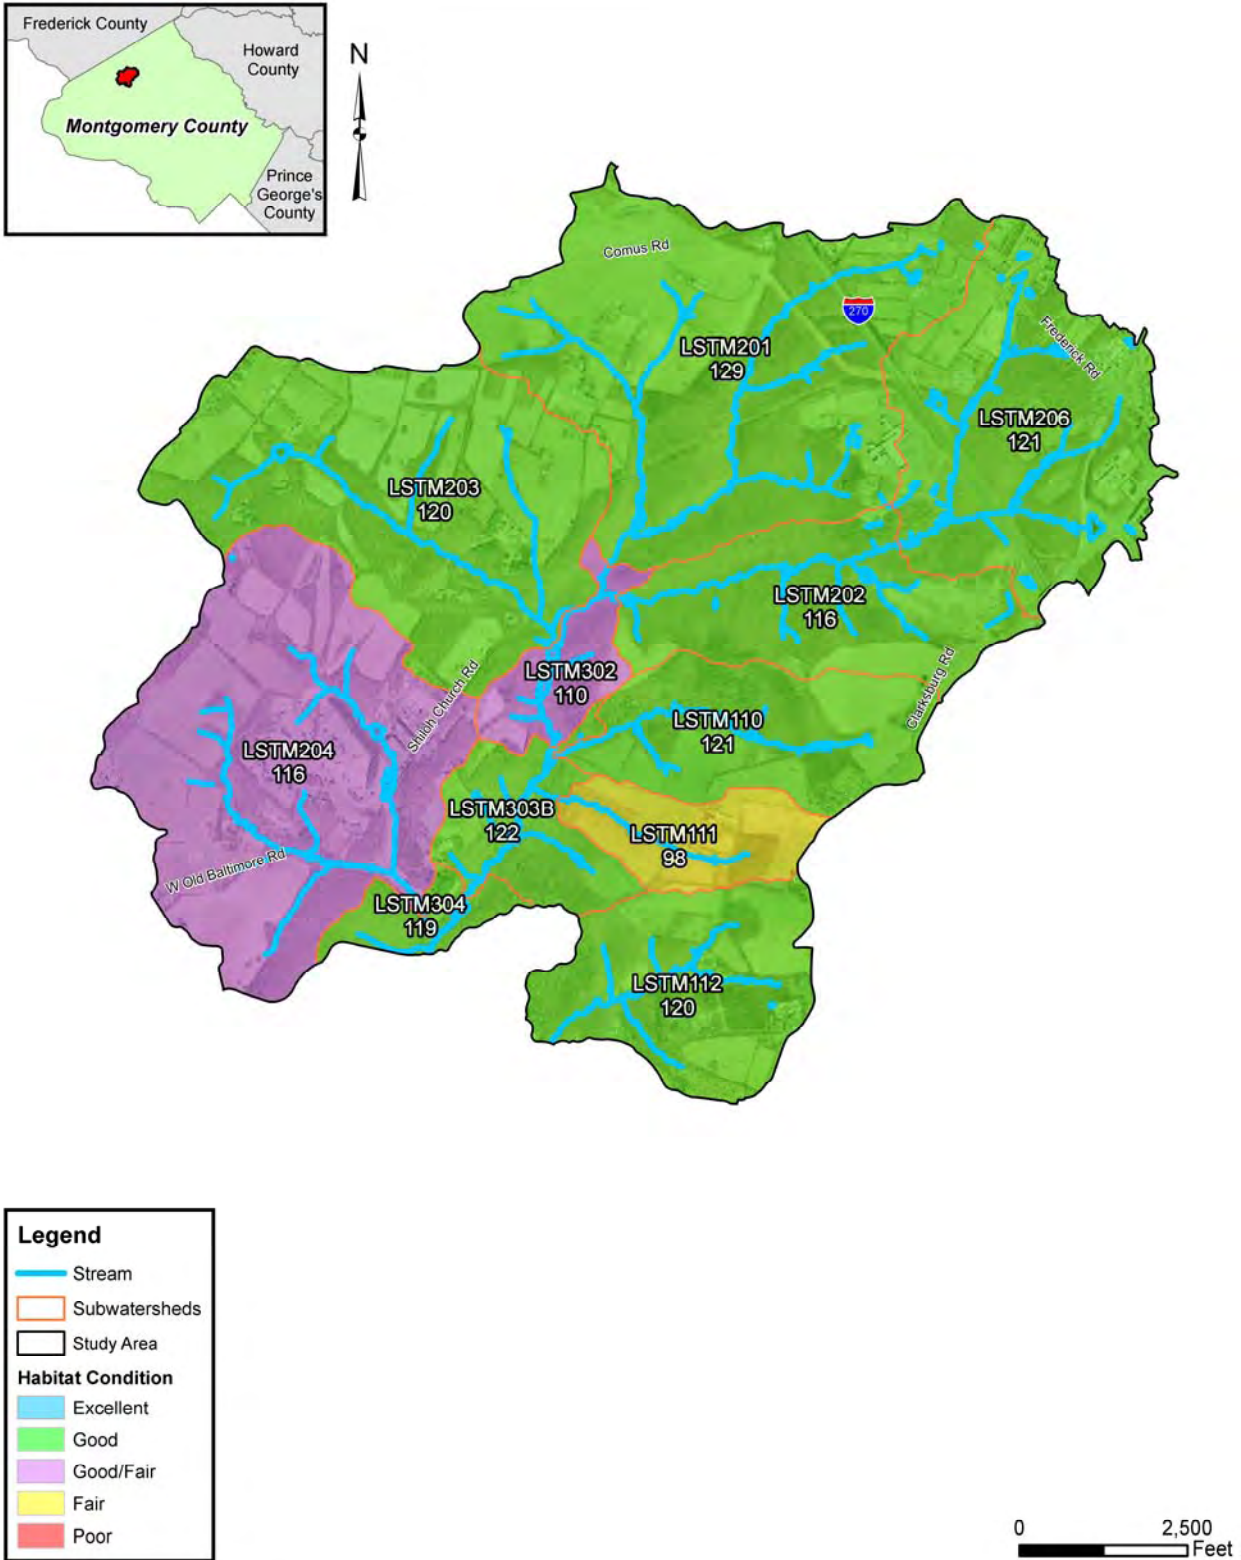 Frederick County
Howard
County
Montgomery County
Prince
George's
County
N
Comus Rd
270
LSTM201
129
Frederick Rd
LSTM206
121
LSTM203
120
LSTM202
116
LSTM302
110
Shiloh Church Rd
Clarksburg Rd
LSTM110
121
LSTM204
116
LSTM303B
122
LSTM111
98
W Old Baltimore Rd
LSTM304
119
LSTM112
120
Legend
Stream
Subwatersheds
Study Area
Habitat Condition
Excellent
Good
Good/Fair
Fair
Poor
0 2,500
Feet